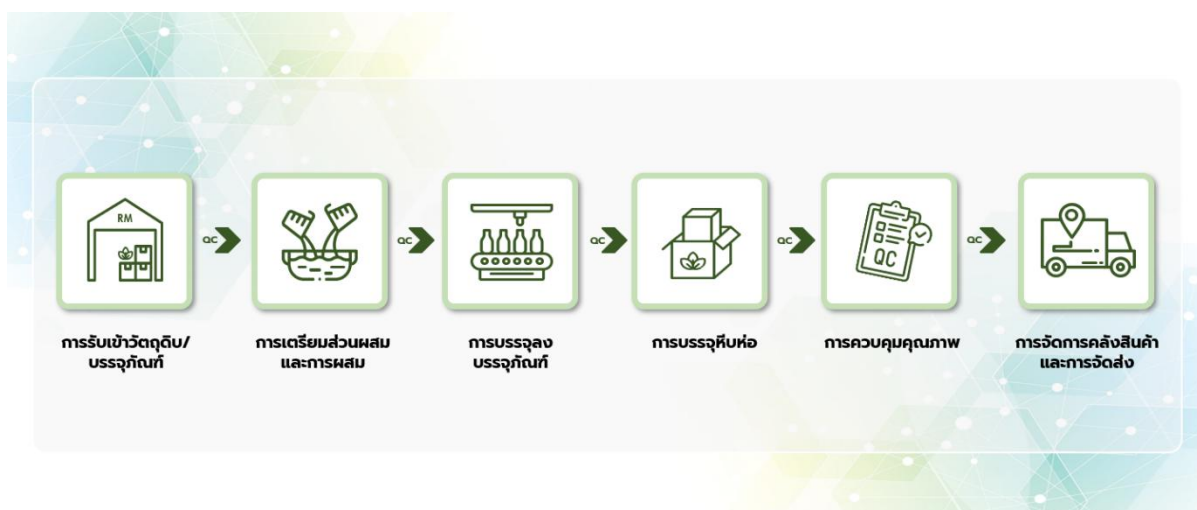 RM
QC
QC
QC
QC
QC
QC
การรับเข้าวัตถุดิบ/
บรรจุภัณฑ์
การเตรียมส่วนผสม
และการผสม
การบรรจุลง
บรรจุภัณฑ์
การบรรจุหีบห่อ
การควบคุมคุณภาพ
การจัดการคลังสินค้า
และการจัดส่ง